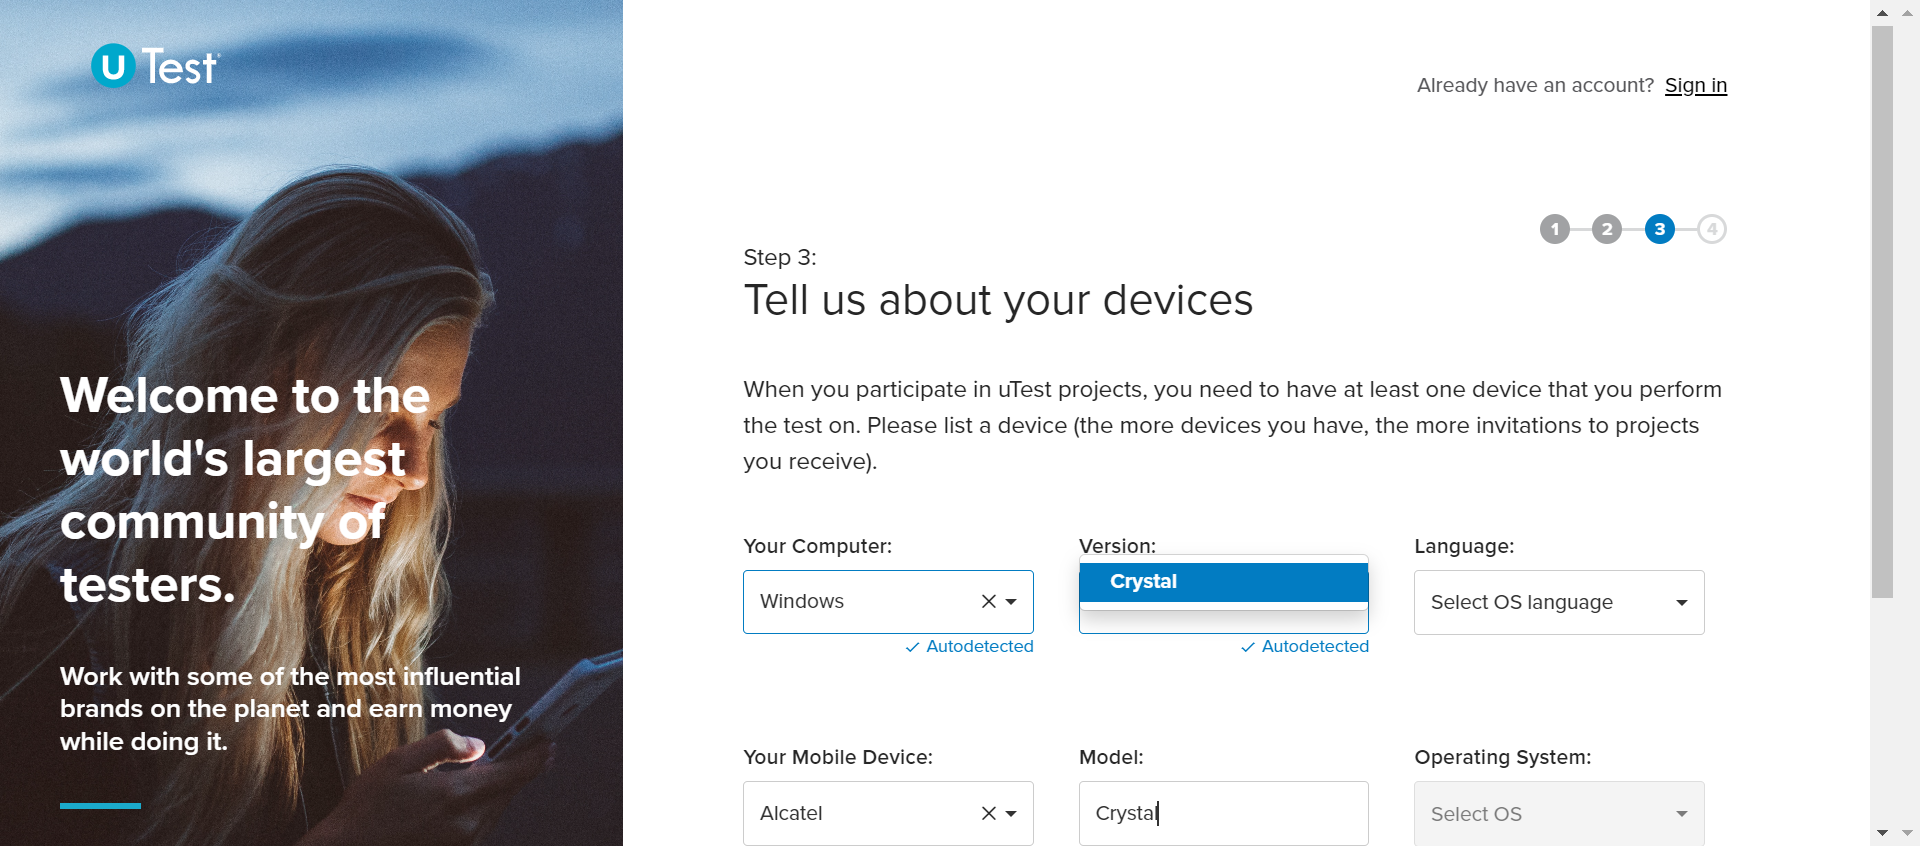 u Test
Already have an account? Sign in
1 2 3 4
Step 3:
Tell us about your devices
Welcome to the
world's largest
community of
testers.
Work with some of the most influential
brands on the planet and earn money
while doing it.
When you participate in uTest projects, you need to have at least one device that you perform
the test on. Please list a device (the more devices you have, the more invitations to projects
you receive).
Your Computer: Version: Language:
Windows Crystal Select OS language
Autodetected Autodetected
Your Mobile Device: Model: Operating System:
Alcatel Crystal Select OS